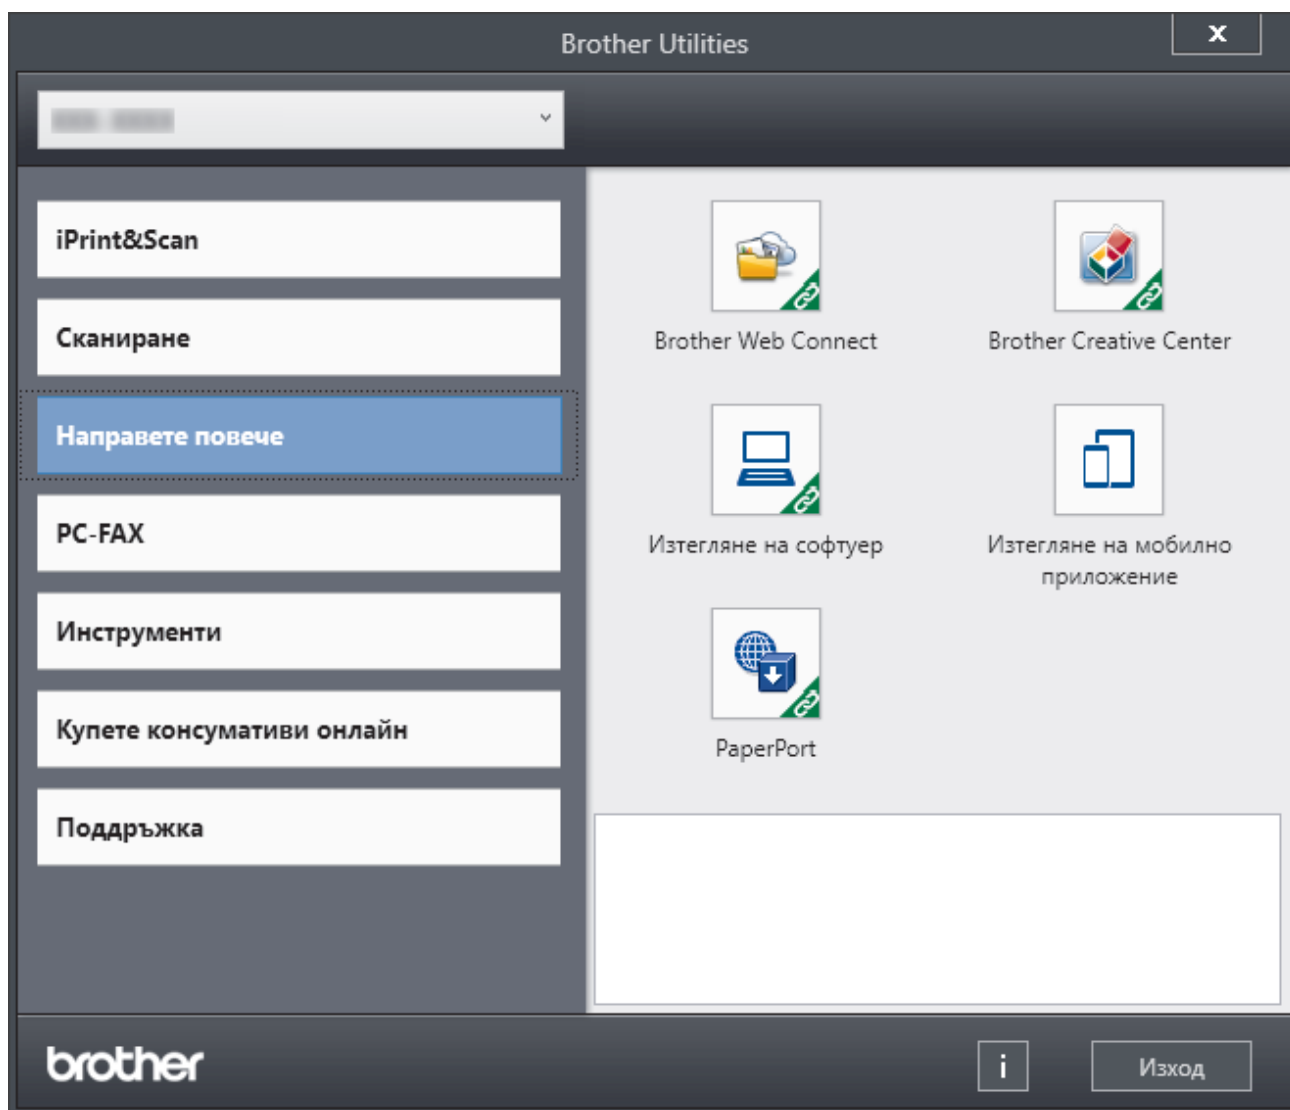 Brother Utilities
x
iPrint&Scan
Сканиране
Направете повече
PC-FAX
Инструменти
Купете консумативи онлайн
Поддръжка
Brother Web Connect
Brother Creative Center
Изтегляне на софтуер
Изтегляне на мобилно
приложение
PaperPort
brother
i
Изход